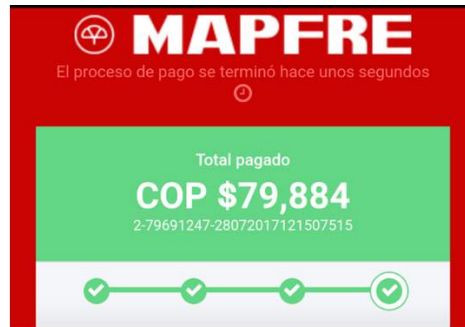 MAPFRE
El proceso de pago se terminó hace unos segundos
Total pagado
COP $79,884
2-79691247-28072017121507515